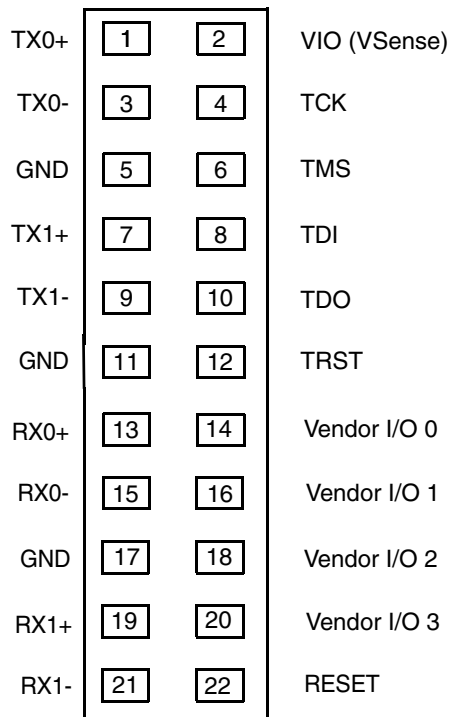 TX0+ 1 2 VIO (VSense)
TX0- 3 4 TCK
GND 5 6 TMS
TX1+ 7 8 TDI
TX1- 9 10 TDO
GND 11 12 TRST
RX0+ 13 14 Vendor I/O 0
RX0- 15 16 Vendor I/O 1
GND 17 18 Vendor I/O 2
RX1+ 19 20 Vendor I/O 3
RX1- 21 22 RESET